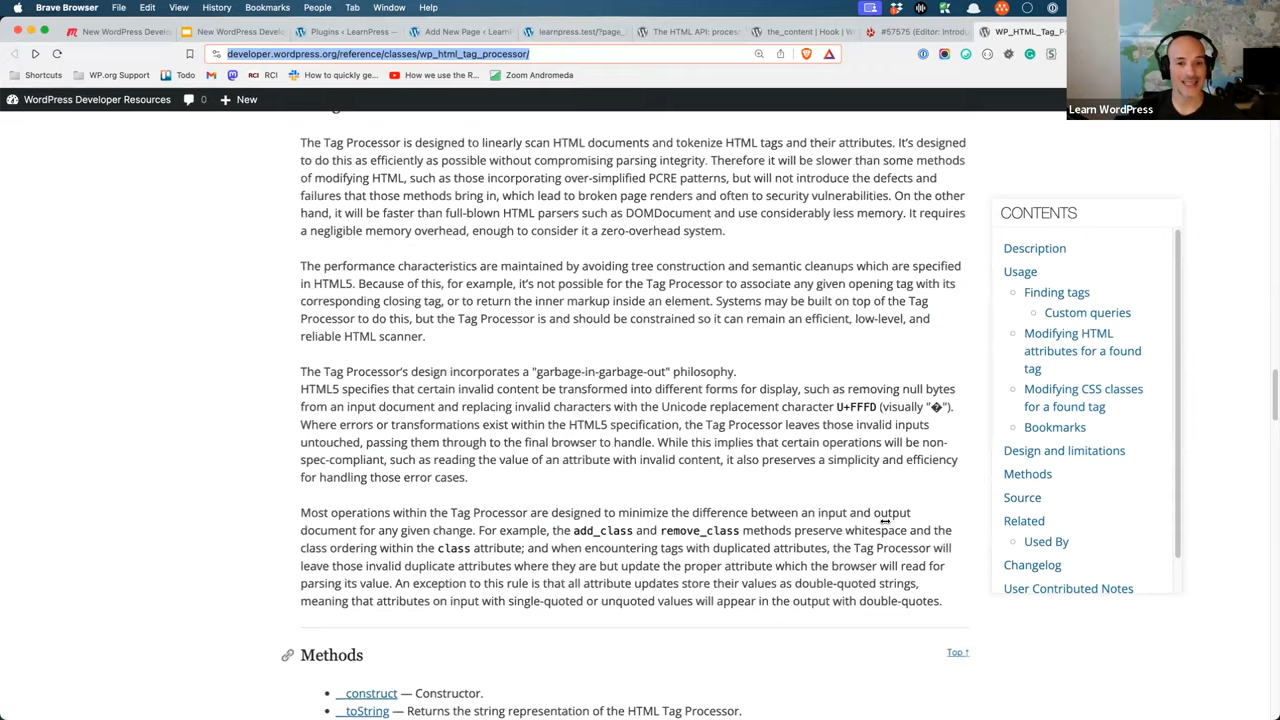 Brave Browser File Edit View History Bookmarks People Tab Window Help
New WordPress Devel
New WordPress Deve
Plugins ‹ LearnPress —
Add New Page ‹ Learn
learnpress.test/?page_
The HTML API: proces
the_content | Hook | W
#57575 (Editor: Introdu
WP_HTML_Tag_P
developer.wordpress.org/reference/classes/wp_html_tag_processor/
Shortcuts WP.org Support Todo RCI How to quickly ge... How we use the R... Zoom Andromeda
WordPress Developer Resources 0 New
Learn WordPress
The Tag Processor is designed to linearly scan HTML documents and tokenize HTML tags and their attributes. It's designed
to do this as efficiently as possible without compromising parsing integrity. Therefore it will be slower than some methods
of modifying HTML, such as those incorporating over-simplified PCRE patterns, but will not introduce the defects and
failures that those methods bring in, which lead to broken page renders and often to security vulnerabilities. On the other
hand, it will be faster than full-blown HTML parsers such as DOMDocument and use considerably less memory. It requires
a negligible memory overhead, enough to consider it a zero-overhead system.
The performance characteristics are maintained by avoiding tree construction and semantic cleanups which are specified
in HTML5. Because of this, for example, it's not possible for the Tag Processor to associate any given opening tag with its
corresponding closing tag, or to return the inner markup inside an element. Systems may be built on top of the Tag
Processor to do this, but the Tag Processor is and should be constrained so it can remain an efficient, low-level, and
reliable HTML scanner.
The Tag Processor's design incorporates a "garbage-in-garbage-out" philosophy.
HTML5 specifies that certain invalid content be transformed into different forms for display, such as removing null bytes
from an input document and replacing invalid characters with the Unicode replacement character U+FFFD (visually "�").
Where errors or transformations exist within the HTML5 specification, the Tag Processor leaves those invalid inputs
untouched, passing them through to the final browser to handle. While this implies that certain operations will be non-
spec-compliant, such as reading the value of an attribute with invalid content, it also preserves a simplicity and efficiency
for handling those error cases.
Most operations within the Tag Processor are designed to minimize the difference between an input and output
document for any given change. For example, the add_class and remove_class methods preserve whitespace and the
class ordering within the class attribute; and when encountering tags with duplicated attributes, the Tag Processor will
leave those invalid duplicate attributes where they are but update the proper attribute which the browser will read for
parsing its value. An exception to this rule is that all attribute updates store their values as double-quoted strings,
meaning that attributes on input with single-quoted or unquoted values will appear in the output with double-quotes.
Methods
Top ↑
__construct — Constructor.
__toString — Returns the string representation of the HTML Tag Processor.
CONTENTS
Description
Usage
Finding tags
Custom queries
Modifying HTML
attributes for a found
tag
Modifying CSS classes
for a found tag
Bookmarks
Design and limitations
Methods
Source
Related
Used By
Changelog
User Contributed Notes